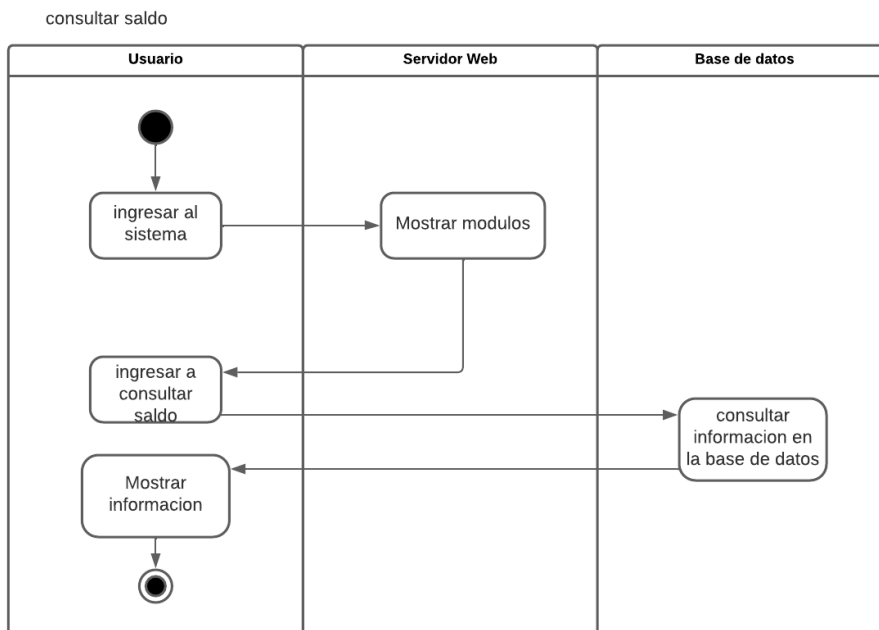 consultar saldo
Usuario
Servidor Web
Base de datos
ingresar al
sistema
Mostrar modulos
ingresar a
consultar
saldo
consultar
informacion en
la base de datos
Mostrar
informacion